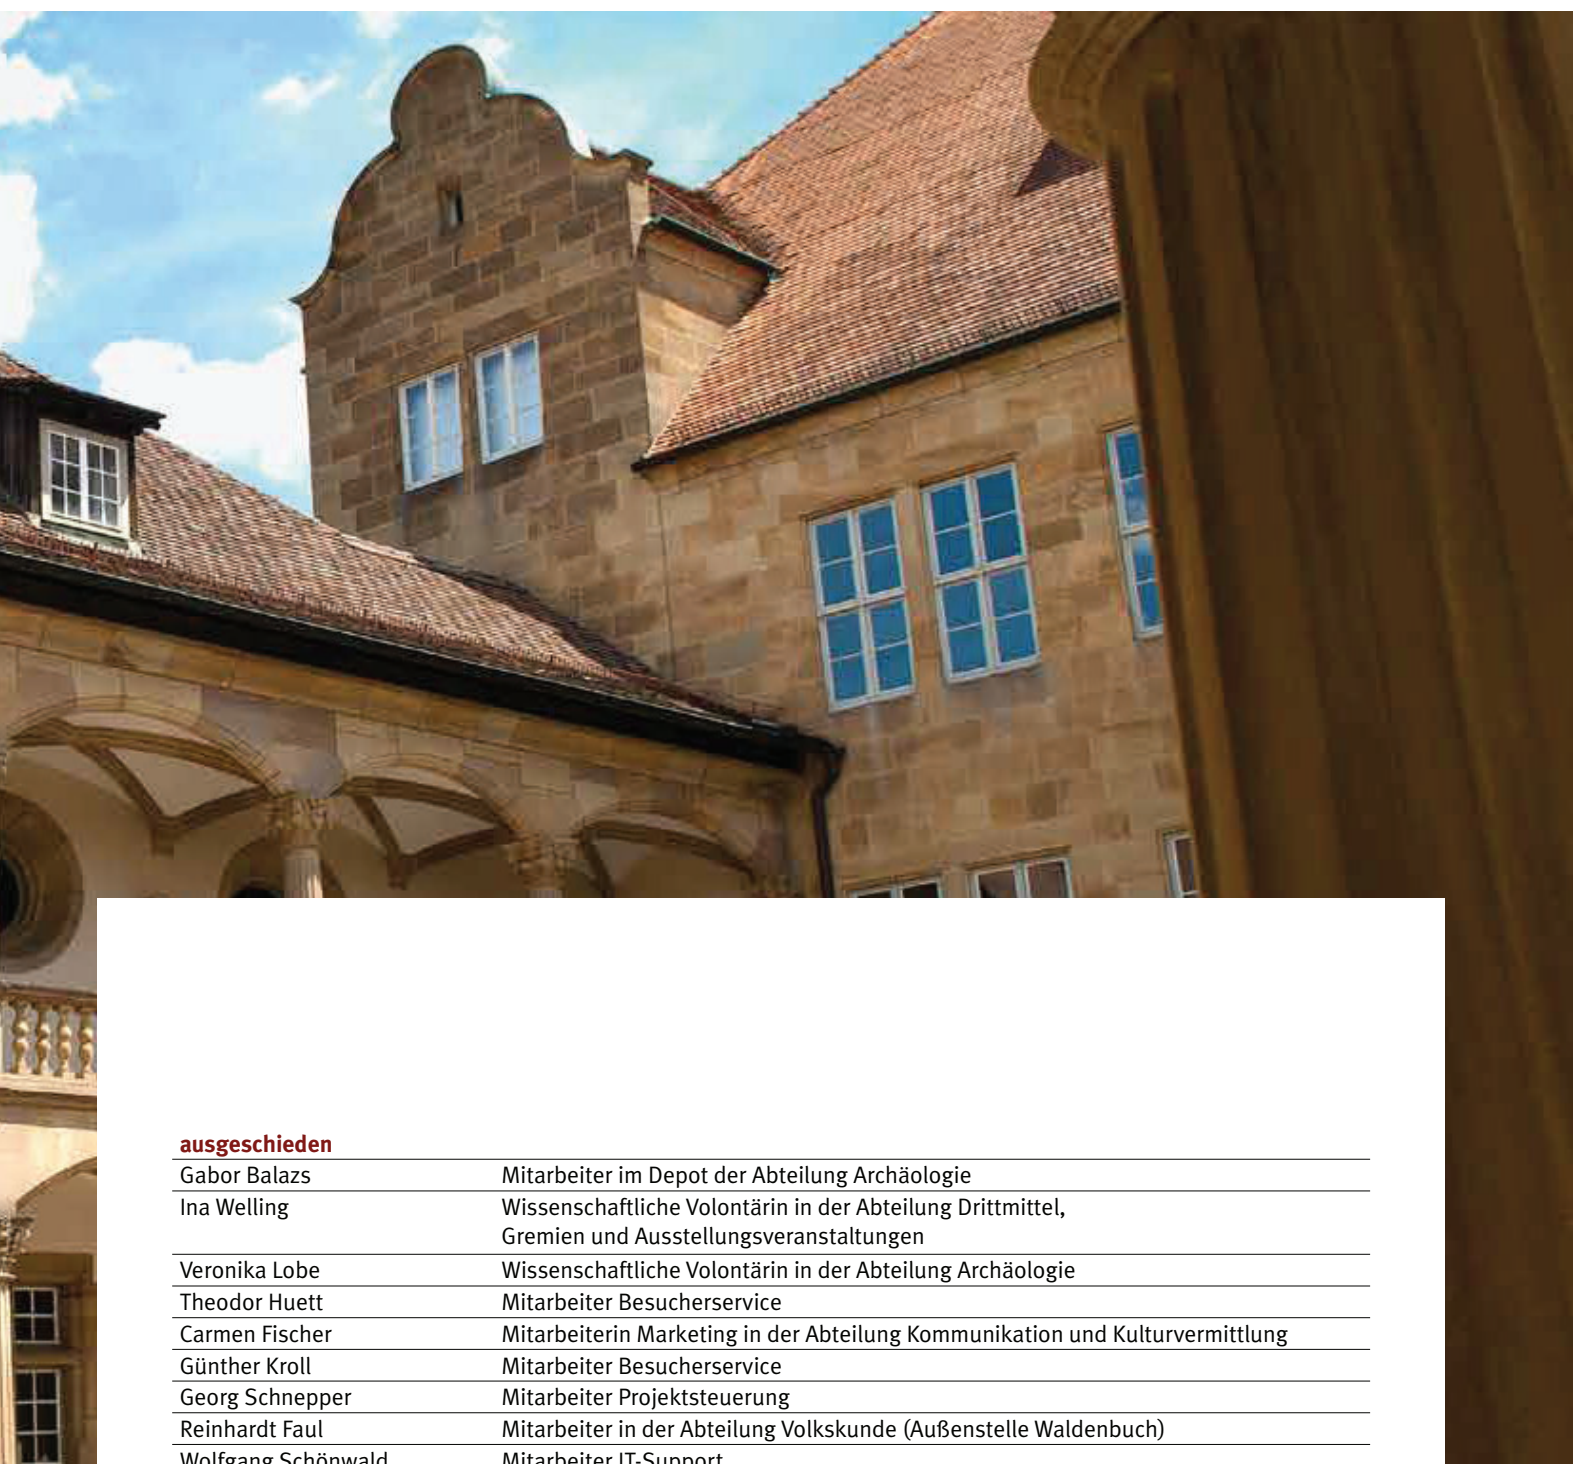 ausgeschieden
Gabor Balazs Mitarbeiter im Depot der Abteilung Archäologie
Ina Welling Wissenschaftliche Volontärin in der Abteilung Drittmittel,
Gremien und Ausstellungsveranstaltungen
Veronika Lobe Wissenschaftliche Volontärin in der Abteilung Archäologie
Theodor Huett Mitarbeiter Besucherservice
Carmen Fischer Mitarbeiterin Marketing in der Abteilung Kommunikation und Kulturvermittlung
Günther Kroll Mitarbeiter Besucherservice
Georg Schnepper Mitarbeiter Projektsteuerung
Reinhardt Faul Mitarbeiter in der Abteilung Volkskunde (Außenstelle Waldenbuch)
Wolfgang Schönwald Mitarbeiter IT-Support